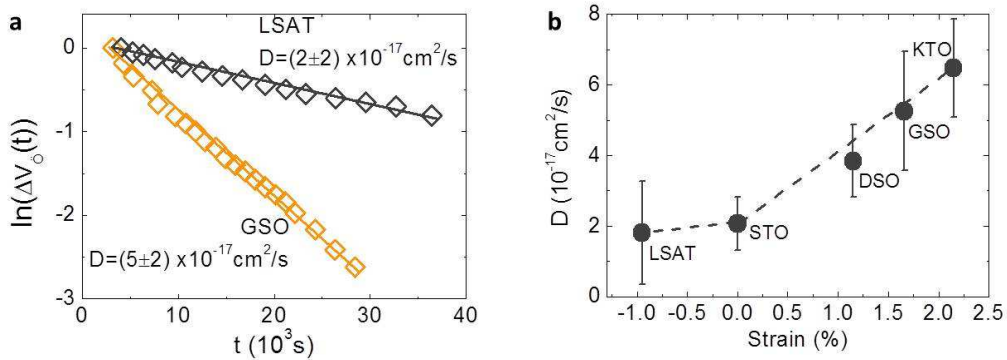 a
LSAT
D=(2±2) x10⁻¹⁷cm²/s
GSO
D=(5±2) x10⁻¹⁷cm²/s
ln(ΔV_Ö(t))
0
-1
-2
-3
0
10
20
30
40
t (10³s)
b
KTO
GSO
DSO
STO
LSAT
D (10⁻¹⁷cm²/s)
8
6
4
2
0
-1.0 -0.5 0.0 0.5 1.0 1.5 2.0 2.5
Strain (%)